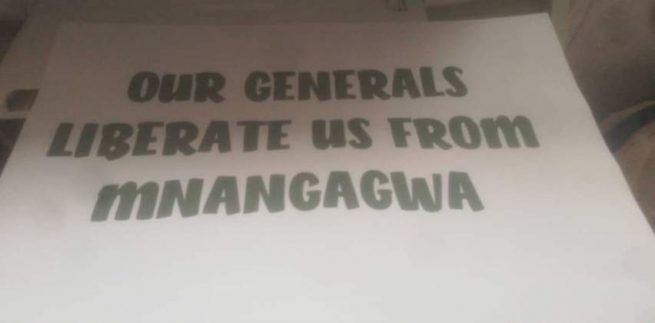 OUR GENERALS
LIBERATE US FROM
MNANGAGWA